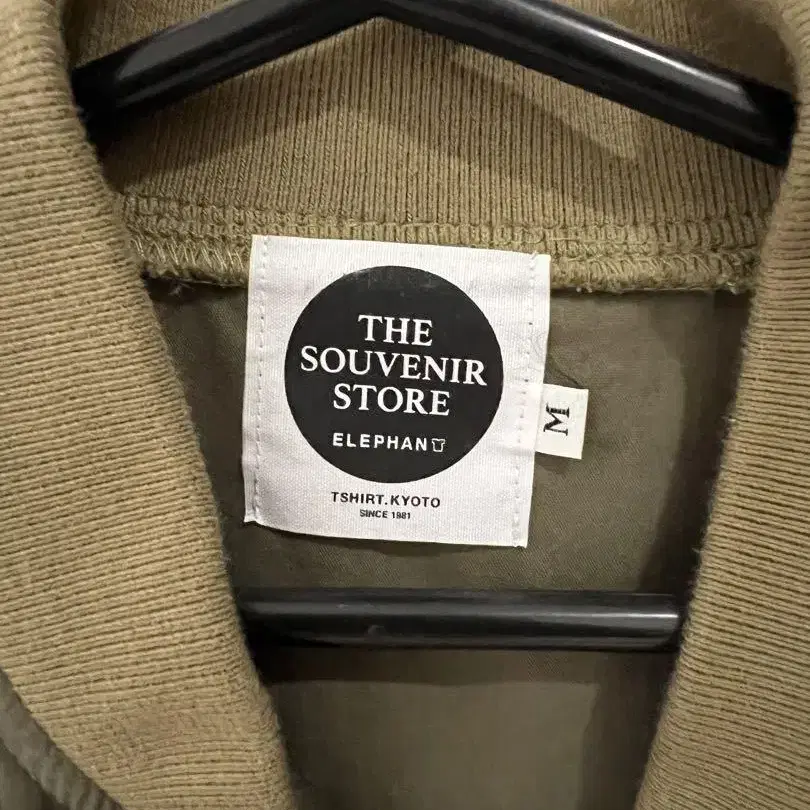 THE
SOUVENIR
STORE
ELEPHANT
TSHIRT.KYOTO
SINCE 1981
M